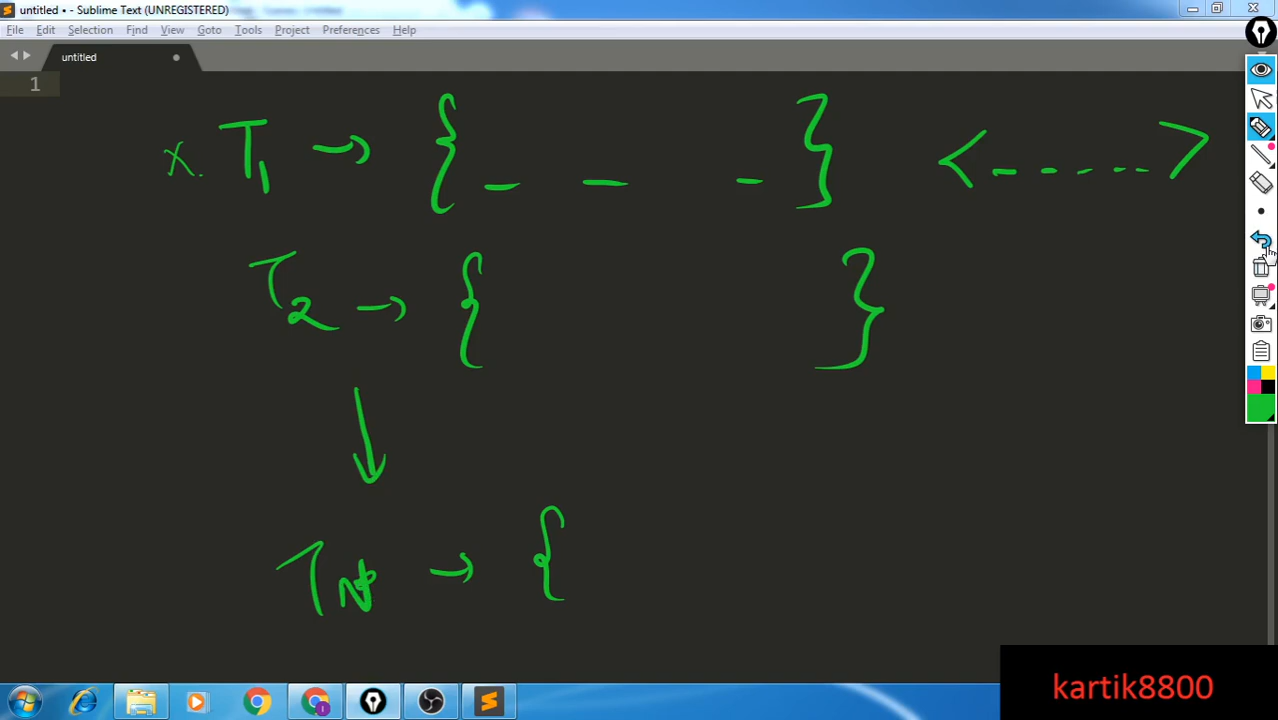 untitled • - Sublime Text (UNREGISTERED)
File Edit Selection Find View Goto Tools Project Preferences Help
untitled
1
x. T1 → { _ _ _ } <- - - - - ->
T2 → { }
↓
TN → {
kartik8800